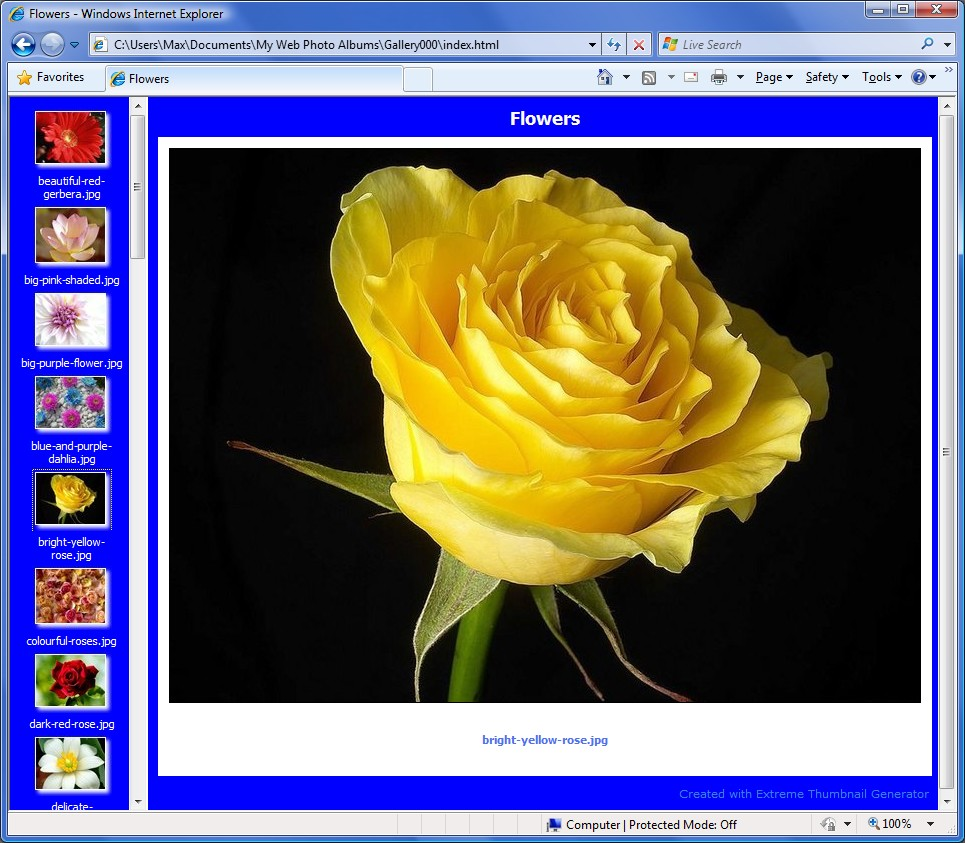 Flowers - Windows Internet Explorer
C:\Users\Max\Documents\My Web Photo Albums\Gallery000\index.html
Live Search
Favorites
Flowers
Page
Safety
Tools
beautiful-red-
gerbera.jpg
big-pink-shaded.jpg
big-purple-flower.jpg
blue-and-purple-
dahlia.jpg
bright-yellow-
rose.jpg
colourful-roses.jpg
dark-red-rose.jpg
delicate-
Flowers
bright-yellow-rose.jpg
Created with Extreme Thumbnail Generator
Computer | Protected Mode: Off
100%